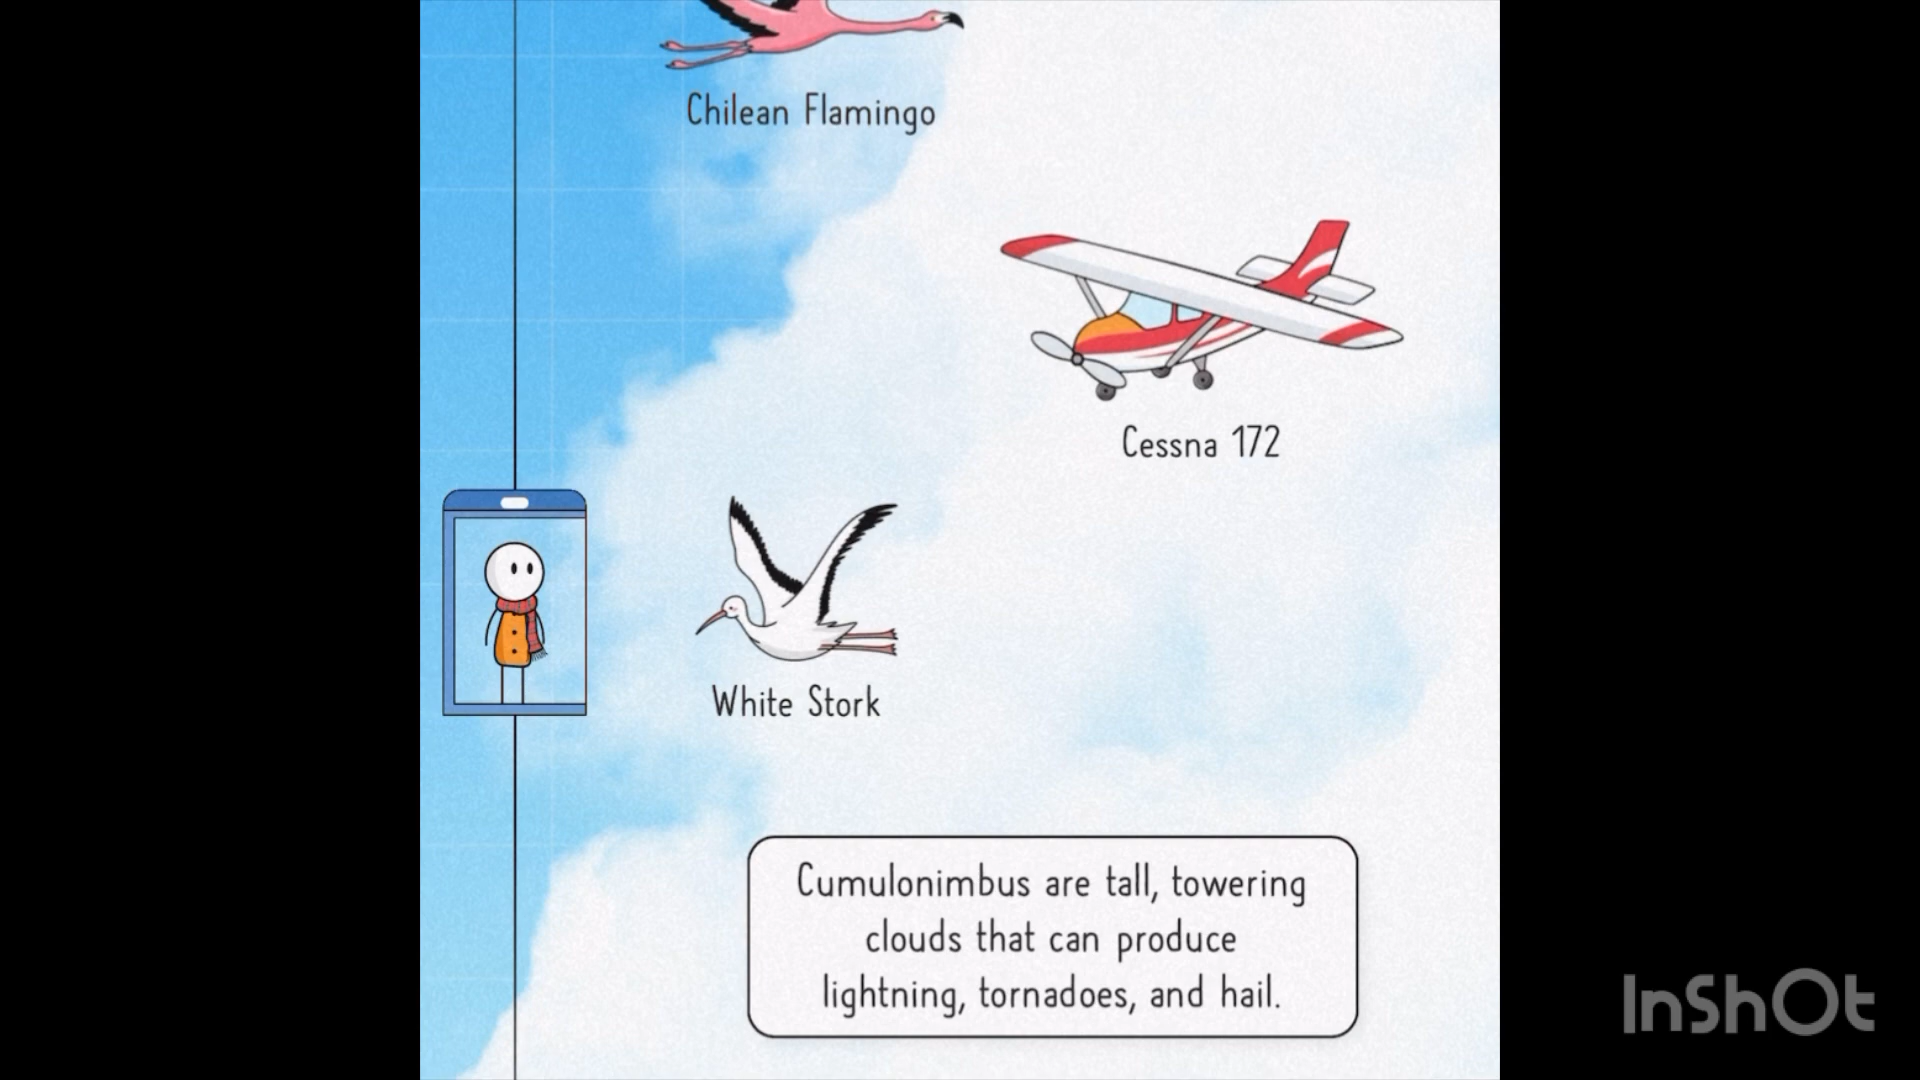 Chilean Flamingo
Cessna 172
White Stork
Cumulonimbus are tall, towering
clouds that can produce
lightning, tornadoes, and hail.
InShOt